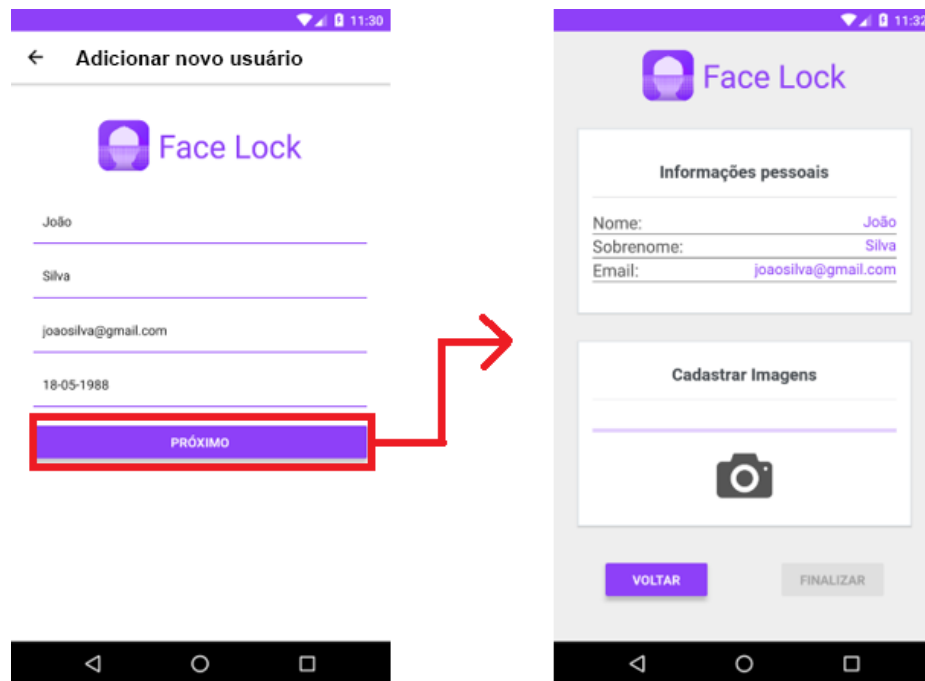 11:30
Adicionar novo usuário
Face Lock
João
Silva
joaosilva@gmail.com
18-05-1988
PRÓXIMO
11:32
Face Lock
Informações pessoais
Nome: João
Sobrenome: Silva
Email: joaosilva@gmail.com
Cadastrar Imagens
VOLTAR FINALIZAR